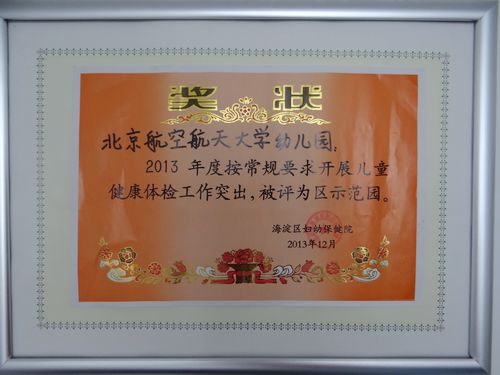 奖状
北京航空航天大学幼儿园:
2013 年度按常规要求开展儿童
健康体检工作突出,被评为区示范园。
海淀区妇幼保健院
2013年12月